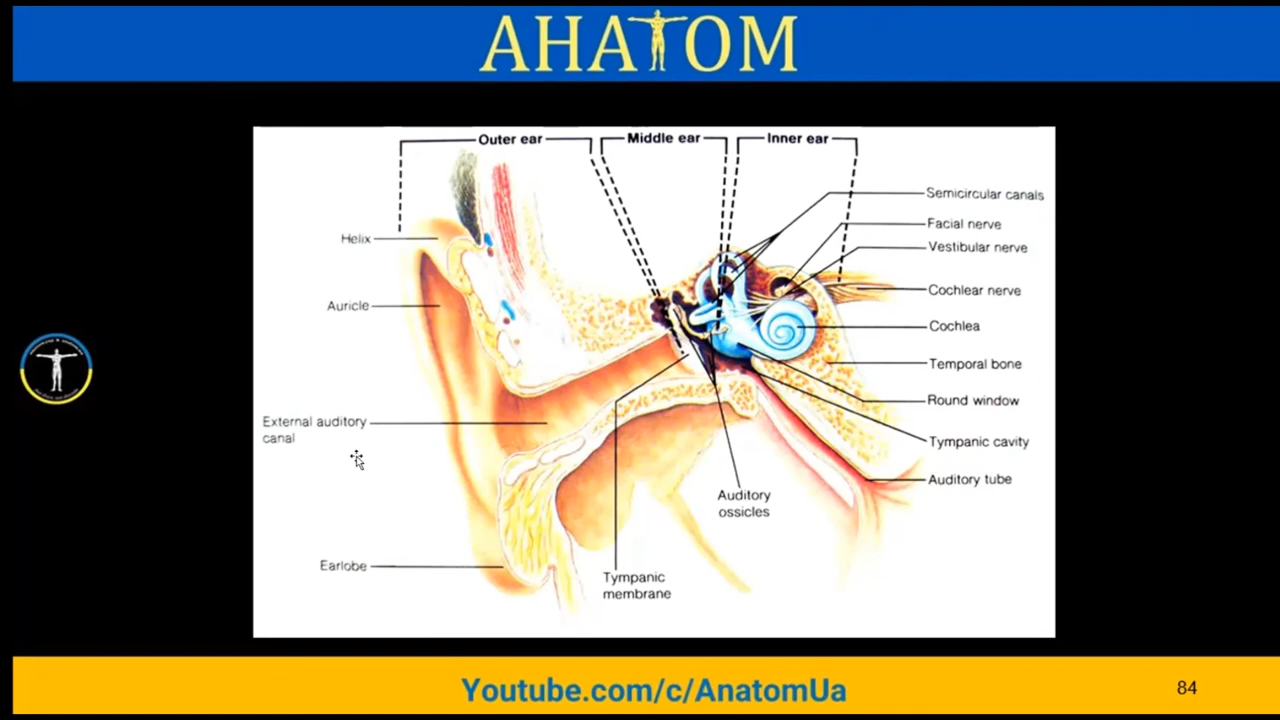 AHATOM
Outer ear
Middle ear
Inner ear
Semicircular canals
Facial nerve
Vestibular nerve
Cochlear nerve
Cochlea
Temporal bone
Round window
Tympanic cavity
Auditory tube
Helix
Auricle
External auditory
canal
Earlobe
Auditory
ossicles
Tympanic
membrane
Youtube.com/c/AnatomUa
84